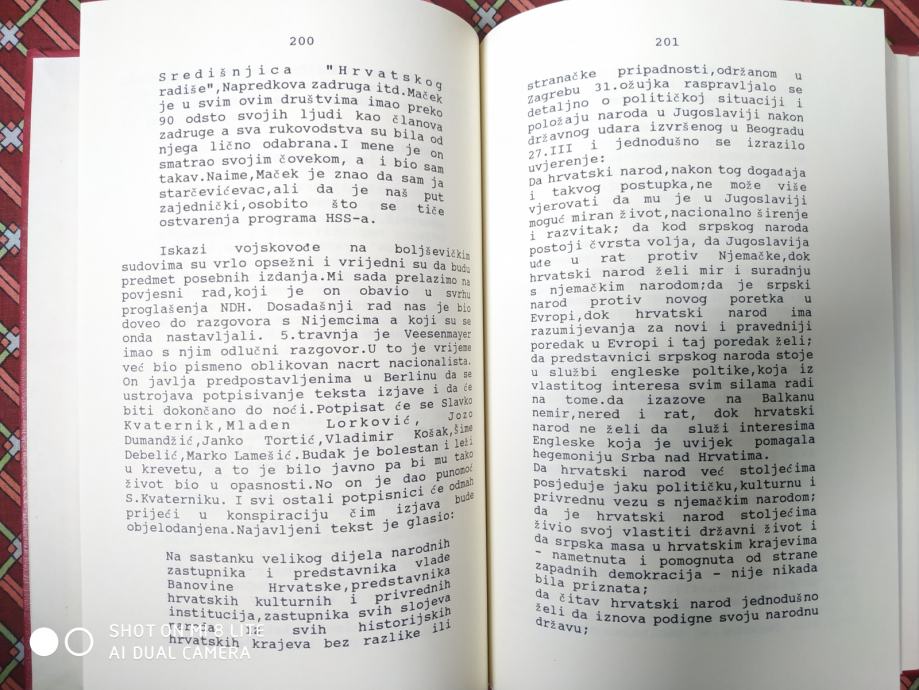 200
Središnjica "Hrvatskog
radiše",Napredkova zadruga itd.Maček
je u svim ovim društvima imao preko
90 odsto svojih ljudi kao članova
zadruge a sva rukovodstva su bila od
njega lično odabrana.I mene je on
smatrao svojim čovekom, a i bio sam
takav.Naime,Maček je znao da sam ja
starčevićevac,ali da je naš put
zajednički,osobito što se tiče
ostvarenja programa HSS-a.
Iskazi vojskovođe na boljševičkim
sudovima su vrlo opsežni i vrijedni su da budu
predmet posebnih izdanja.Mi sada prelazimo na
povjesni rad,koji je on obavio u svrhu
proglašenja NDH. Dosadašnji rad nas je bio
doveo do razgovora s Nijemcima a koji su se
onda nastavljali. 5.travnja je Veesenmayer
imao s njim odlučni razgovor.U to je vrijeme
već bio pismeno oblikovan nacrt nacionalista.
On javlja predpostavljenima u Berlinu da se
ustrojava potpisivanje teksta izjave i da će
biti dokončano do noći.Potpisat će se Slavko
Kvaternik,Mladen Lorković, Jozo
Dumandžić,Janko Tortić,Vladimir Košak,Šime
Debelić,Marko Lamešić.Budak je bolestan i leži
u krevetu, a to je bilo javno pa bi mu tako
život bio u opasnosti.No on je dao punomoć
S.Kvaterniku. I svi ostali potpisnici će odmah
prijeći u konspiraciju čim izjava bude
objelodanjena.Najavljeni tekst je glasio:
Na sastanku velikog dijela narodnih
zastupnika i predstavnika vlade
Banovine Hrvatske,predstavnika
hrvatskih kulturnih i privrednih
institucija,zastupnika svih slojeva
iz svih historijskih
hrvatskih krajeva bez razlike ili
SHOT ON MI 8 LITE
AI DUAL CAMERA
201
stranačke pripadnosti,održanom u
Zagrebu 31.ožujka raspravljalo se
detaljno o političkoj situaciji i
položaju naroda u Jugoslaviji nakon
državnog udara izvršenog u Beogradu
27.III i jednodušno se izrazilo
uvjerenje:
Da hrvatski narod,nakon tog događaja
i takvog postupka,ne može više
vjerovati da mu je u Jugoslaviji
moguć miran život,nacionalno širenje
i razvitak; da kod srpskog naroda
postoji čvrsta volja, da Jugoslavija
uđe u rat protiv Njemačke,dok
hrvatski narod želi mir i suradnju
s njemačkim narodom;da je srpski
narod protiv novog poretka u
Evropi,dok hrvatski narod ima
razumijevanja za novi i pravedniji
poredak u Evropi i taj poredak želi;
da predstavnici srpskog naroda stoje
u službi engleske poltike,koja iz
vlastitog interesa svim silama radi
na tome.da izazove na Balkanu
nemir,nered i rat, dok hrvatski
narod ne želi da služi interesima
Engleske koja je uvijek pomagala
hegemoniju Srba nad Hrvatima.
Da hrvatski narod već stoljećima
posjeduje jaku političku,kulturnu i
privrednu vezu s njemačkim narodom;
da je hrvatski narod stoljećima
živio svoj vlastiti državni život i
da srpska masa u hrvatskim krajevima
- nametnuta i pomognuta od strane
zapadnih demokracija - nije nikada
bila priznata;
da čitav hrvatski narod jednodušno
želi da iznova podigne svoju narodnu
državu;